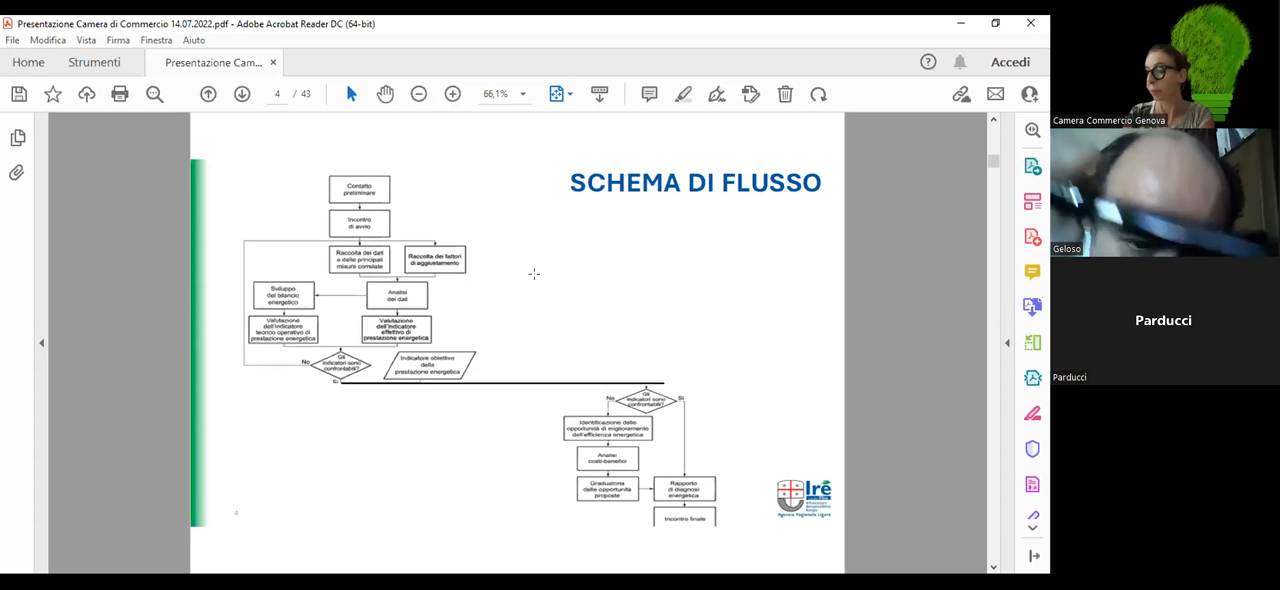 Presentazione Camera di Commercio 14.07.2022.pdf - Adobe Acrobat Reader DC (64-bit)
File Modifica Vista Firma Finestra Aiuto
Home Strumenti Presentazione Cam... Accedi
4 / 43 66,1%
SCHEMA DI FLUSSO
Contatto
preliminare
Incontro
di avvio
Raccolta dei dati
e delle principali
misure correlate
Raccolta dei fattori
di aggiustamento
Sviluppo
del bilancio
energetico
Analisi
dei dati
Valutazione
dell'indicatore
teorico operativo di
prestazione energetica
Valutazione
dell'indicatore
effettivo di
prestazione energetica
No
Gli
indicatori sono
confrontabili?
Indicatore obiettivo
della
prestazione energetica
No
Gli
indicatori sono
confrontabili?
Si
Identificazione delle
opportunità di miglioramento
dell'efficienza energetica
Analisi
costi-benefici
Graduatoria
delle opportunità
proposte
Rapporto
di diagnosi
energetica
Incontro finale
4
Ire
Agenzia Regionale Ligure
Camera Commercio Genova
Geloso
Parducci
Parducci